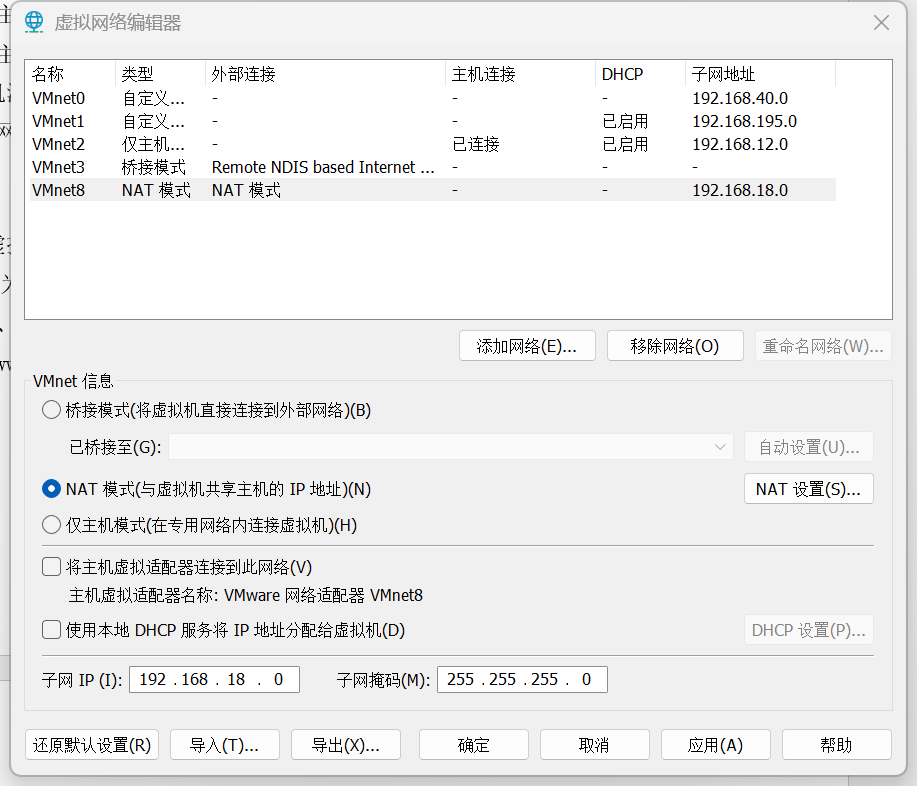 虚拟网络编辑器
名称 类型 外部连接 主机连接 DHCP 子网地址
VMnet0 自定义... - - - 192.168.40.0
VMnet1 自定义... - - 已启用 192.168.195.0
VMnet2 仅主机... - 已连接 已启用 192.168.12.0
VMnet3 桥接模式 Remote NDIS based Internet ... - - -
VMnet8 NAT 模式 NAT 模式 - - 192.168.18.0
添加网络(E)... 移除网络(O) 重命名网络(W)...
VMnet 信息
桥接模式(将虚拟机直接连接到外部网络)(B)
已桥接至(G): 自动设置(U)...
NAT 模式(与虚拟机共享主机的 IP 地址)(N) NAT 设置(S)...
仅主机模式(在专用网络内连接虚拟机)(H)
将主机虚拟适配器连接到此网络(V)
主机虚拟适配器名称: VMware 网络适配器 VMnet8
使用本地 DHCP 服务将 IP 地址分配给虚拟机(D) DHCP 设置(P)...
子网 IP (I): 192 . 168 . 18 . 0 子网掩码(M): 255 . 255 . 255 . 0
还原默认设置(R) 导入(T)... 导出(X)... 确定 取消 应用(A) 帮助